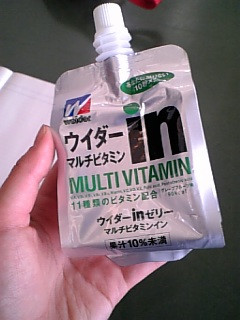 Weider
ウイダー
in
マルチビタミン
MULTI VITAMIN
11種類のビタミン配合
ウイダーinゼリー
マルチビタミンイン
果汁10%未満